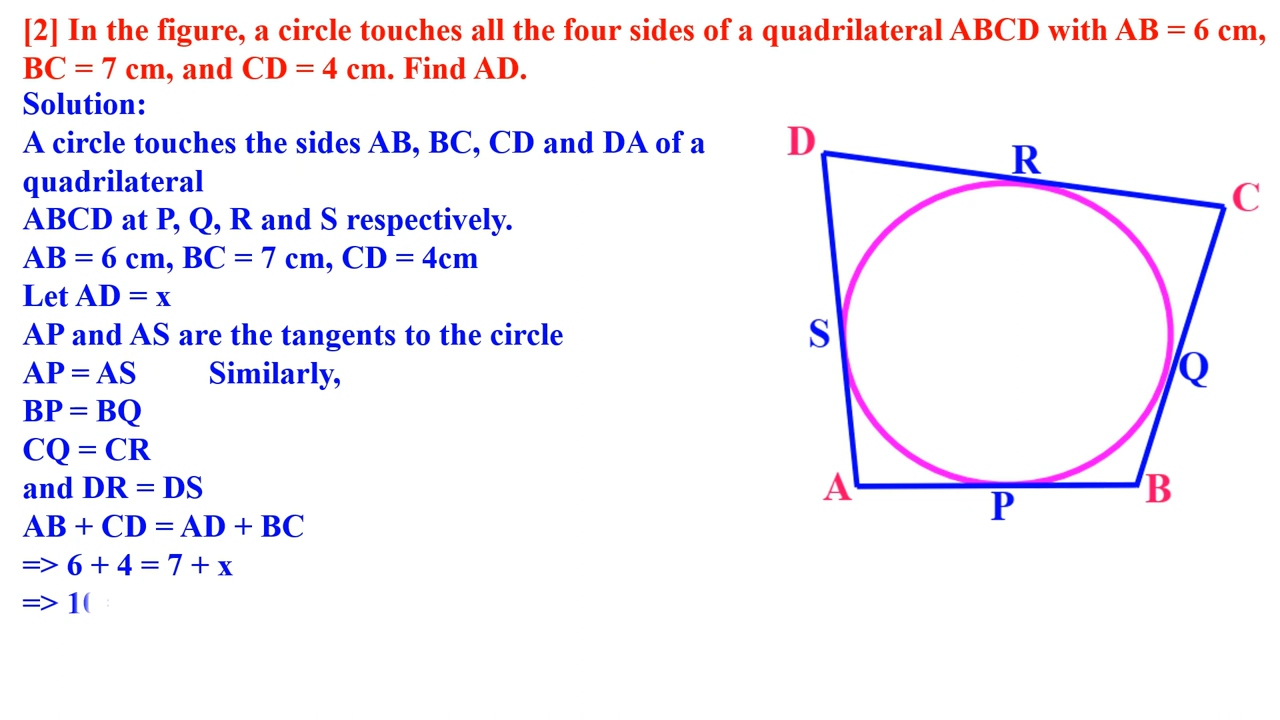 [2] In the figure, a circle touches all the four sides of a quadrilateral ABCD with AB = 6 cm,
BC = 7 cm, and CD = 4 cm. Find AD.
Solution:
A circle touches the sides AB, BC, CD and DA of a
quadrilateral
ABCD at P, Q, R and S respectively.
AB = 6 cm, BC = 7 cm, CD = 4cm
Let AD = x
AP and AS are the tangents to the circle
AP = AS Similarly,
BP = BQ
CQ = CR
and DR = DS
AB + CD = AD + BC
=> 6 + 4 = 7 + x
=> 1
D
R
C
S
Q
A
P
B